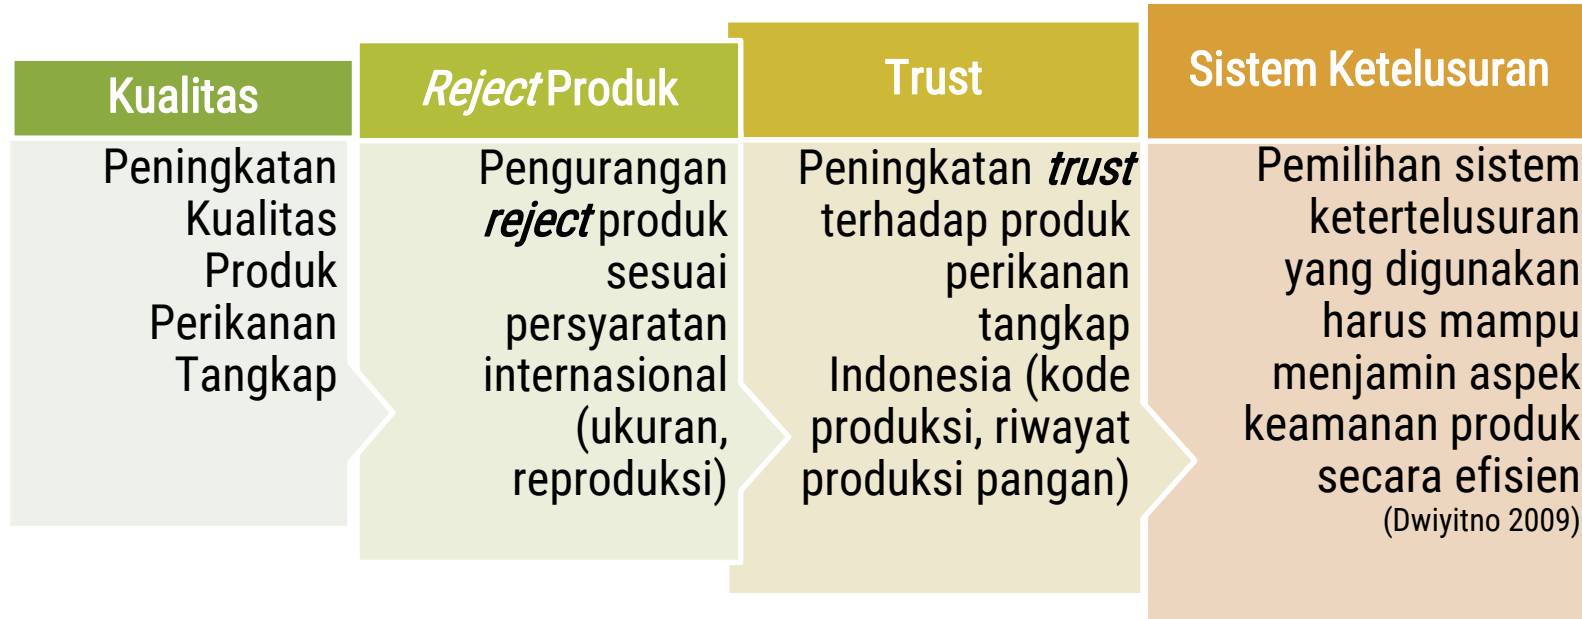 Kualitas
Peningkatan
Kualitas
Produk
Perikanan
Tangkap
Reject Produk
Pengurangan
reject produk
sesuai
persyaratan
internasional
(ukuran,
reproduksi)
Trust
Peningkatan trust
terhadap produk
perikanan
tangkap
Indonesia (kode
produksi, riwayat
produksi pangan)
Sistem Ketelusuran
Pemilihan sistem
ketertelusuran
yang digunakan
harus mampu
menjamin aspek
keamanan produk
secara efisien
(Dwiyitno 2009)